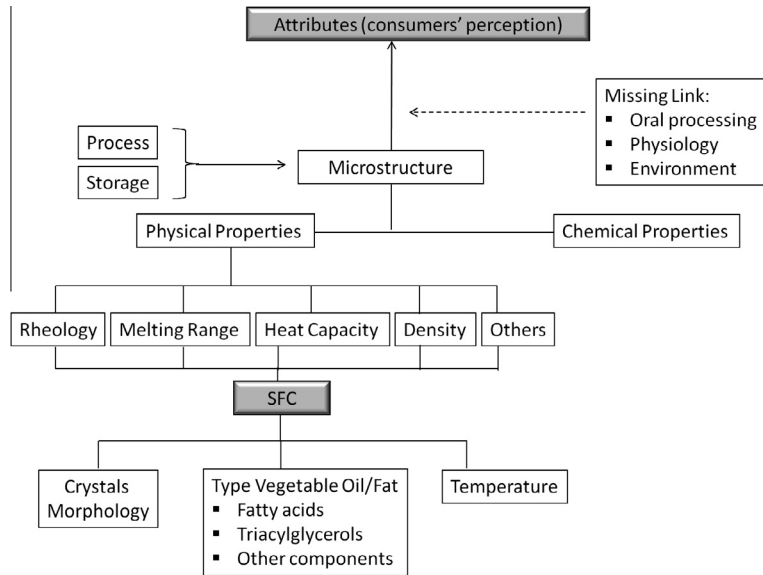 Attributes (consumers' perception)
Missing Link:
▪ Oral processing
▪ Physiology
▪ Environment
Process
Storage
Microstructure
Physical Properties
Chemical Properties
Rheology
Melting Range
Heat Capacity
Density
Others
SFC
Crystals
Morphology
Type Vegetable Oil/Fat
▪ Fatty acids
▪ Triacylglycerols
▪ Other components
Temperature